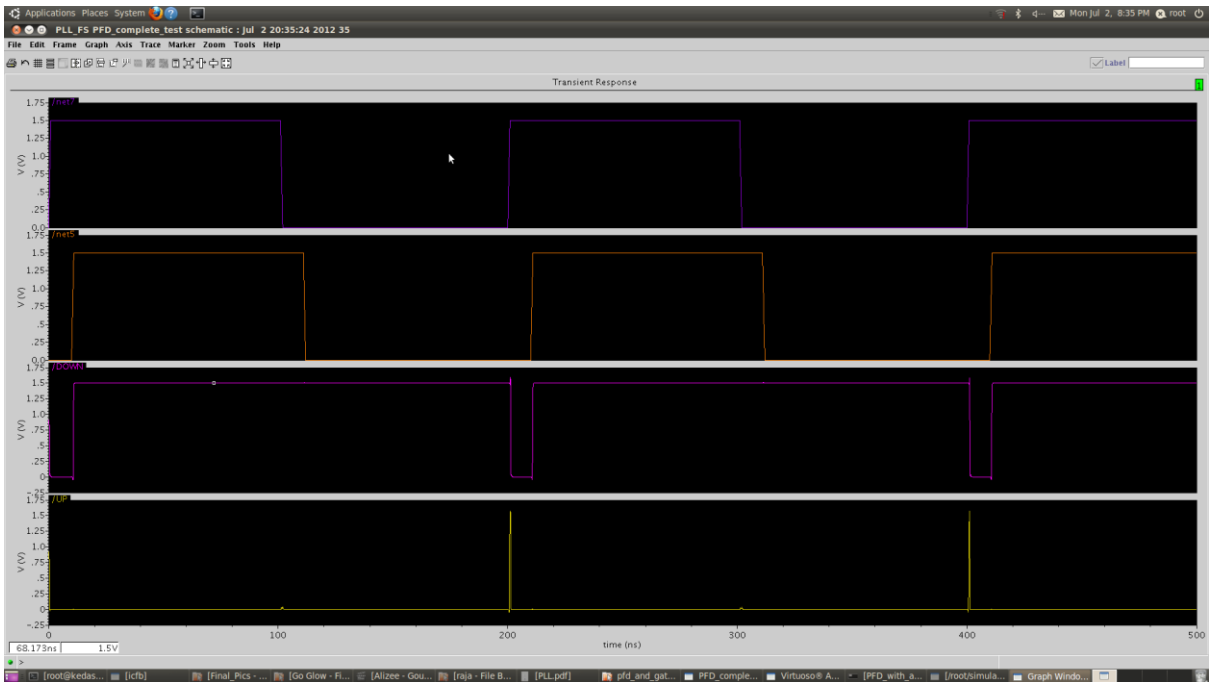 Applications Places System
Mon Jul 2, 8:35 PM root
PLL_FS PFD_complete_test schematic : Jul 2 20:35:24 2012 35
File Edit Frame Graph Axis Trace Marker Zoom Tools Help
Label
Transient Response
1
/net7
1.75
1.5
1.25
1.0
.75
.5
.25
0.0
V (V)
/net5
1.75
1.5
1.25
1.0
.75
.5
.25
0.0
V (V)
/DOWN
1.75
1.5
1.25
1.0
.75
.5
.25
0
-.25
V (V)
/UP
1.75
1.5
1.25
1.0
.75
.5
.25
0
-.25
V (V)
0 100 200 300 400 500
time (ns)
68.173ns 1.5V
>
[root@kedas... [icfb] [Final_Pics - ... [Go Glow - Fi... [Alizee - Gou... [raja - File B... [PLL.pdf] pfd_and_gat... PFD_comple... Virtuoso® A... [PFD_with_a... [/root/simula... Graph Windo...